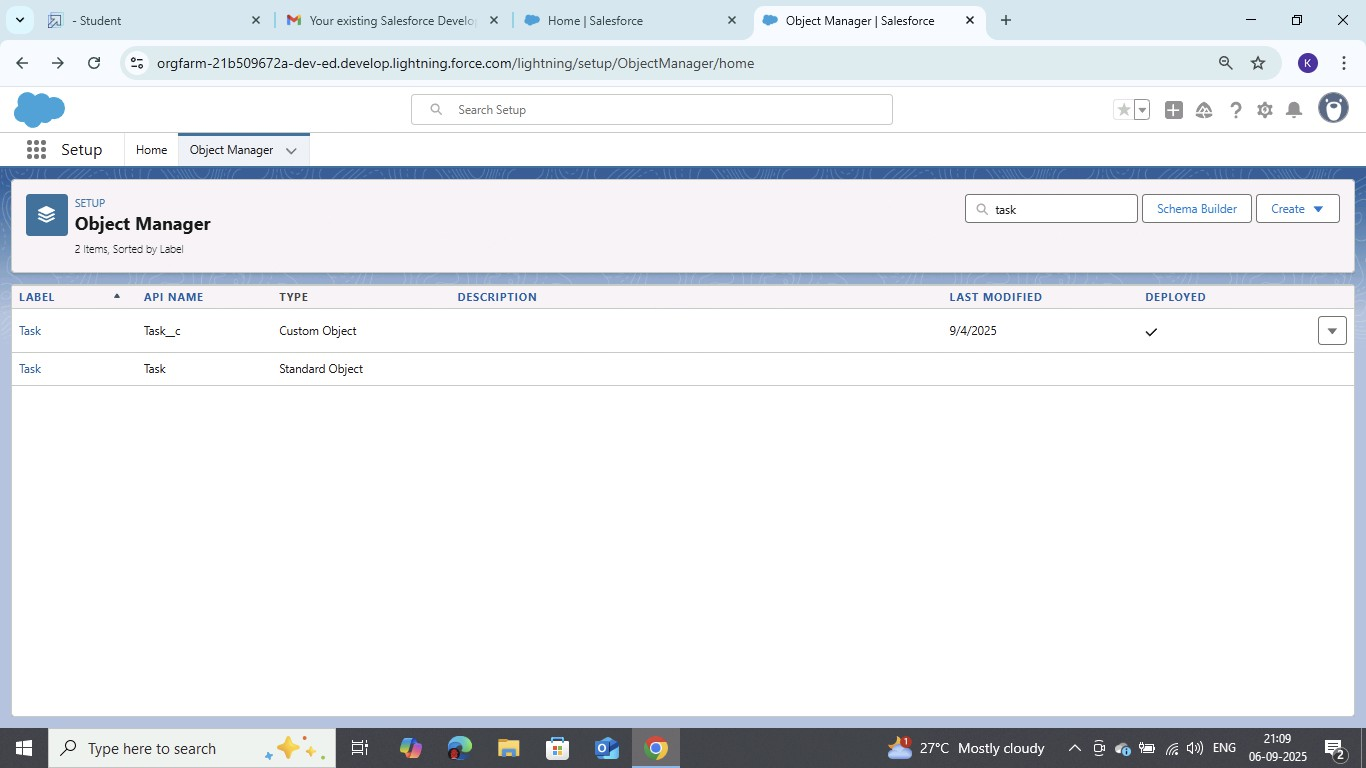 - Student
Your existing Salesforce Develo
Home | Salesforce
Object Manager | Salesforce
orgfarm-21b509672a-dev-ed.develop.lightning.force.com/lightning/setup/ObjectManager/home
K
Search Setup
Setup
Home
Object Manager
SETUP
Object Manager
2 Items, Sorted by Label
task
Schema Builder
Create
LABEL API NAME TYPE DESCRIPTION LAST MODIFIED DEPLOYED
Task Task__c Custom Object 9/4/2025
Task Task Standard Object
Type here to search
1
27°C Mostly cloudy
ENG
21:09
06-09-2025
2